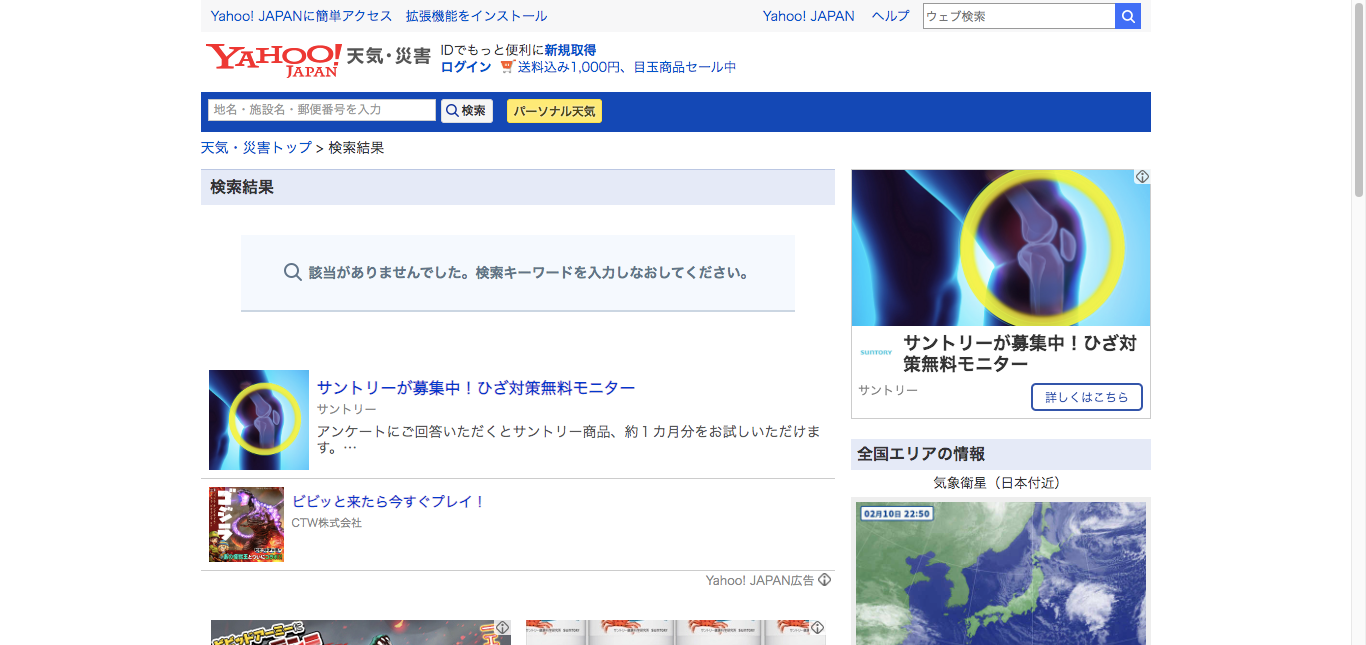 Yahoo! JAPANに簡単アクセス 拡張機能をインストール
Yahoo! JAPAN ヘルプ ウェブ検索
YAHOO! JAPAN 天気・災害
IDでもっと便利に新規取得
ログイン 送料込み1,000円、目玉商品セール中
地名・施設名・郵便番号を入力 検索 パーソナル天気
天気・災害トップ > 検索結果
検索結果
該当がありませんでした。検索キーワードを入力しなおしてください。
サントリーが募集中！ひざ対策無料モニター
サントリー
アンケートにご回答いただくとサントリー商品、約１カ月分をお試しいただけま
す。…
ビビッと来たら今すぐプレイ！
CTW株式会社
Yahoo! JAPAN広告
SUNTORY
サントリーが募集中！ひざ対
策無料モニター
サントリー
詳しくはこちら
全国エリアの情報
気象衛星（日本付近）
02月10日 22:50